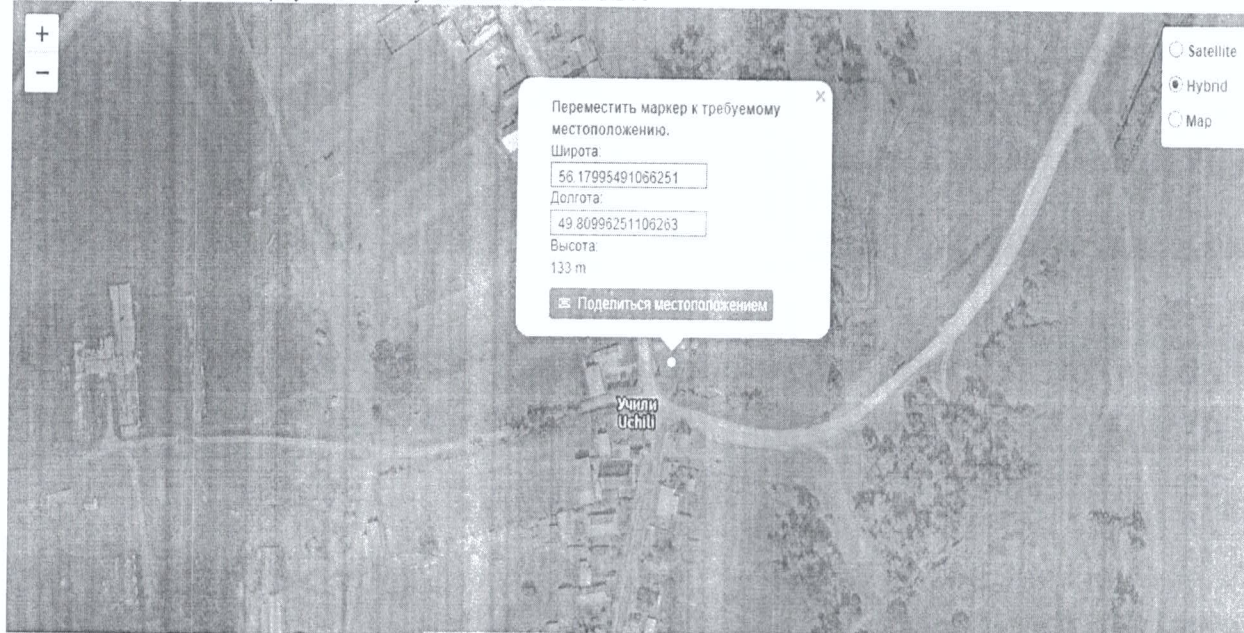 +
−
Satellite
Hybrid
Map
×
Переместить маркер к требуемому
местоположению.
Широта:
56.17995491066251
Долгота:
49.80996251106263
Высота:
133 m
Поделиться местоположением
Учили
Uchili